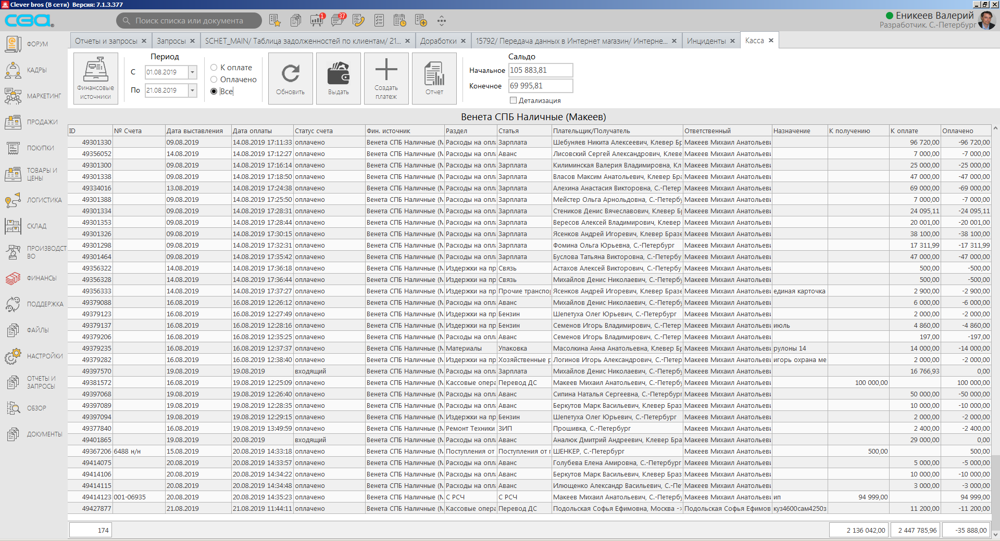 Clever bros (В сети) Версия: 7.1.3.377
свa®
Поиск списка или документа
1
37
Еникеев Валерий
Разработчик. С.-Петербург
ФОРУМ
КАДРЫ
МАРКЕТИНГ
ПРОДАЖИ
ПОКУПКИ
ТОВАРЫ И
ЦЕНЫ
ЛОГИСТИКА
СКЛАД
ПРОИЗВОДСТ
ВО
ФИНАНСЫ
ПОДДЕРЖКА
ФАЙЛЫ
НАСТРОЙКИ
ОТЧЕТЫ И
ЗАПРОСЫ
ОБЗОР
ДОКУМЕНТЫ
Отчеты и запросы Запросы SCHET_MAIN/ Таблица задолженностей по клиентам/ 21... Доработки 15792/ Передача данных в Интернет магазин/ Интерне... Инциденты Касса
Финансовые
источники
Период
С 01.08.2019
По 21.08.2019
К оплате
Оплачено
Все
Обновить
Выдать
Создать
платеж
Отчет
Сальдо
Начальное 105 883,81
Конечное 69 995,81
Детализация
Венета СПБ Наличные (Макеев)
ID № Счета Дата выставления Дата оплаты Статус счета Фин. источник Раздел Статья Плательщик/Получатель Ответственный Назначение К получению К оплате Оплачено
49301330 09.08.2019 14.08.2019 17:11:33 оплачено Венета СПБ Наличные (М Расходы на опл Зарплата Шебуняев Никита Алексеевич, Клевер Бр Макеев Михаил Анатольеви 96 720,00 -96 720,00
49356052 14.08.2019 14.08.2019 17:12:27 оплачено Венета СПБ Наличные (М Расходы на опл Аванс Лисовский Сергей Александрович, Клеве Макеев Михаил Анатольеви 7 000,00 -7 000,00
49301300 09.08.2019 14.08.2019 17:16:14 оплачено Венета СПБ Наличные (М Расходы на опл Зарплата Килиминская Валерия Владимировна, Кл Макеев Михаил Анатольеви 25 000,00 -25 000,00
49301338 09.08.2019 14.08.2019 17:18:50 оплачено Венета СПБ Наличные (М Расходы на опл Зарплата Власов Максим Анатольевич, Клевер Бра Макеев Михаил Анатольеви 47 000,00 -47 000,00
49334016 13.08.2019 14.08.2019 17:24:38 оплачено Венета СПБ Наличные (М Расходы на опл Зарплата Алехина Анастасия Викторовна, С.-Петер Макеев Михаил Анатольеви 69 000,00 -69 000,00
49301388 09.08.2019 14.08.2019 17:25:50 оплачено Венета СПБ Наличные (М Расходы на опл Зарплата Мейстер Ольга Арнольдовна, С.-Петербу Макеев Михаил Анатольеви 7 000,00 -7 000,00
49301334 09.08.2019 14.08.2019 17:28:31 оплачено Венета СПБ Наличные (М Расходы на опл Зарплата Стеников Денис Вячеславович, Клевер Б Макеев Михаил Анатольеви 24 095,11 -24 095,11
49301353 09.08.2019 14.08.2019 17:28:44 оплачено Венета СПБ Наличные (М Расходы на опл Зарплата Вересов Алексей Владимирович, Клевер Макеев Михаил Анатольеви 20 001,00 -20 001,00
49301326 09.08.2019 14.08.2019 17:30:15 оплачено Венета СПБ Наличные (М Расходы на опл Зарплата Ясенков Андрей Игоревич, Клевер Бразе Макеев Михаил Анатольеви 38 100,00 -38 100,00
49301298 09.08.2019 14.08.2019 17:32:31 оплачено Венета СПБ Наличные (М Расходы на опл Зарплата Фомина Ольга Юрьевна, С.-Петербург Макеев Михаил Анатольеви 17 311,99 -17 311,99
49301464 09.08.2019 14.08.2019 17:35:42 оплачено Венета СПБ Наличные (М Расходы на опл Зарплата Буслова Татьяна Викторовна, С.-Петербу Макеев Михаил Анатольеви 47 000,00 -47 000,00
49356322 14.08.2019 14.08.2019 17:36:18 оплачено Венета СПБ Наличные (М Издержки на пр Связь Астахов Алексей Викторович, С.-Петербу Макеев Михаил Анатольеви 500,00 -500,00
49356328 14.08.2019 14.08.2019 17:36:44 оплачено Венета СПБ Наличные (М Издержки на пр Связь Михайлов Денис Николаевич, С.-Петербу Макеев Михаил Анатольеви 500,00 -500,00
49356333 14.08.2019 14.08.2019 17:37:27 оплачено Венета СПБ Наличные (М Издержки на пр Прочие транспо Ясенков Андрей Игоревич, Клевер Бразе Макеев Михаил Анатольеви единая карточка 2 900,00 -2 900,00
49379088 16.08.2019 16.08.2019 12:26:12 оплачено Венета СПБ Наличные (М Расходы на опл Аванс Михайлов Денис Николаевич, С.-Петербу Макеев Михаил Анатольеви 6 000,00 -6 000,00
49379123 16.08.2019 16.08.2019 12:27:49 оплачено Венета СПБ Наличные (М Издержки на пр Бензин Шепетуха Олег Юрьевич, С.-Петербург Макеев Михаил Анатольеви 2 000,00 -2 000,00
49379137 16.08.2019 16.08.2019 12:28:16 оплачено Венета СПБ Наличные (М Издержки на пр Бензин Семенов Игорь Владимирович, С.-Петер Макеев Михаил Анатольеви июль 4 860,00 -4 860,00
49379206 16.08.2019 16.08.2019 12:35:25 оплачено Венета СПБ Наличные (М Расходы на опл Аванс Семенов Игорь Владимирович, С.-Петер Макеев Михаил Анатольеви 197,00 -197,00
49379235 16.08.2019 16.08.2019 12:37:37 оплачено Венета СПБ Наличные (М Материалы Упаковка Масолкина Анна Анатольевна, Клевер Бр Макеев Михаил Анатольеви рулоны 14 14 000,00 -14 000,00
49379282 16.08.2019 16.08.2019 12:38:40 оплачено Венета СПБ Наличные (М Издержки на пр Хозяйственные р Логинов Игорь Александрович, С.-Петер Макеев Михаил Анатольеви игорь охрана ме 2 000,00 -2 000,00
49397570 19.08.2019 19.08.2019 входящий Венета СПБ Наличные (М Расходы на опл Зарплата Михайлов Денис Николаевич, С.-Петербу Макеев Михаил Анатольеви 16 766,93 0,00
49381572 16.08.2019 19.08.2019 12:25:09 оплачено Венета СПБ Наличные (М Кассовые опера Перевод ДС Макеев Михаил Анатольевич, С.-Петербу Макеев Михаил Анатольеви 100 000,00 100 000,00
49397068 19.08.2019 19.08.2019 12:26:40 оплачено Венета СПБ Наличные (М Расходы на опл Аванс Сипина Наталья Сергеевна, С.-Петербург Макеев Михаил Анатольеви 50 000,00 -50 000,00
49397089 19.08.2019 19.08.2019 12:28:35 оплачено Венета СПБ Наличные (М Расходы на опл Аванс Беркутов Марк Васильевич, Клевер Браз Макеев Михаил Анатольеви 10 000,00 -10 000,00
49397094 19.08.2019 19.08.2019 12:29:15 оплачено Венета СПБ Наличные (М Издержки на пр Бензин Шепетуха Олег Юрьевич, С.-Петербург Макеев Михаил Анатольеви 2 000,00 -2 000,00
49377840 16.08.2019 19.08.2019 13:49:59 оплачено Венета СПБ Наличные (М Ремонт Техники ЗИП Прошивка, С.-Петербург Макеев Михаил Анатольеви 2 400,00 -2 400,00
49401865 19.08.2019 20.08.2019 входящий Венета СПБ Наличные (М Расходы на опл Аванс Аналюк Дмитрий Андреевич, Клевер Бра Макеев Михаил Анатольеви 29 000,00 0,00
49367206 6488 н/н 15.08.2019 20.08.2019 14:33:18 оплачено Венета СПБ Наличные (М Поступления от Поступления от г ШЕНКЕР, С.-Петербург Макеев Михаил Анатольеви 500,00 500,00
49414075 20.08.2019 20.08.2019 14:33:57 оплачено Венета СПБ Наличные (М Расходы на опл Аванс Голубева Елена Амировна, С.-Петербург Макеев Михаил Анатольеви 5 000,00 -5 000,00
49414106 20.08.2019 20.08.2019 14:34:22 оплачено Венета СПБ Наличные (М Расходы на опл Аванс Беркутов Марк Васильевич, Клевер Браз Макеев Михаил Анатольеви 10 000,00 -10 000,00
49414115 20.08.2019 20.08.2019 14:34:48 оплачено Венета СПБ Наличные (М Расходы на опл Аванс Илющенко Александр Васильевич, С.-Пе Макеев Михаил Анатольеви 3 000,00 -3 000,00
49414123 001-06935 20.08.2019 20.08.2019 14:35:23 оплачено Венета СПБ Наличные (М С РСЧ С РСЧ Макеев Михаил Анатольевич, С.-Петербу Макеев Михаил Анатольеви ип 94 999,00 94 999,00
49427877 21.08.2019 21.08.2019 11:44:11 оплачено Венета СПБ Наличные (М Кассовые опера Перевод ДС Подольская Софья Ефимовна, Москва -> Подольская Софья Ефимов куз4600сам4250з 11 200,00 -11 200,00
174 2 136 042,00 2 447 785,96 -35 888,00